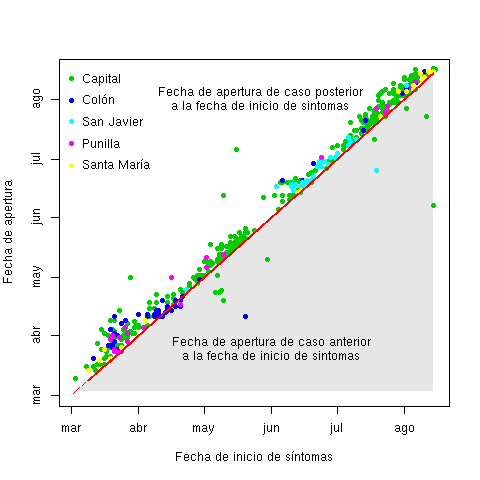 Capital
Colón
San Javier
Punilla
Santa María
Fecha de apertura de caso posterior
a la fecha de inicio de sintomas
Fecha de apertura de caso anterior
a la fecha de inicio de sintomas
Fecha de apertura
ago
jul
jun
may
abr
mar
mar abr may jun jul ago
Fecha de inicio de síntomas